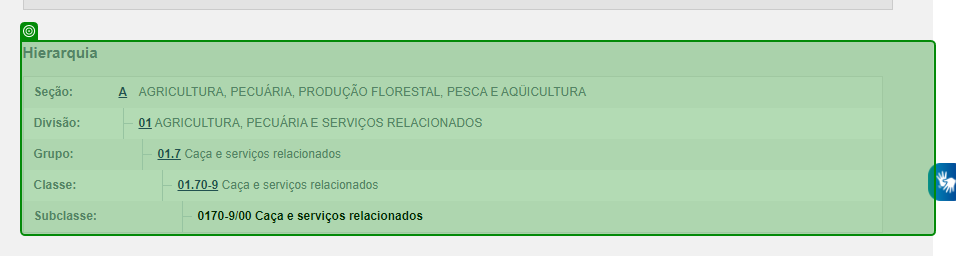 Hierarquia
Seção: A AGRICULTURA, PECUÁRIA, PRODUÇÃO FLORESTAL, PESCA E AQÜICULTURA
Divisão: 01 AGRICULTURA, PECUÁRIA E SERVIÇOS RELACIONADOS
Grupo: 01.7 Caça e serviços relacionados
Classe: 01.70-9 Caça e serviços relacionados
Subclasse: 0170-9/00 Caça e serviços relacionados